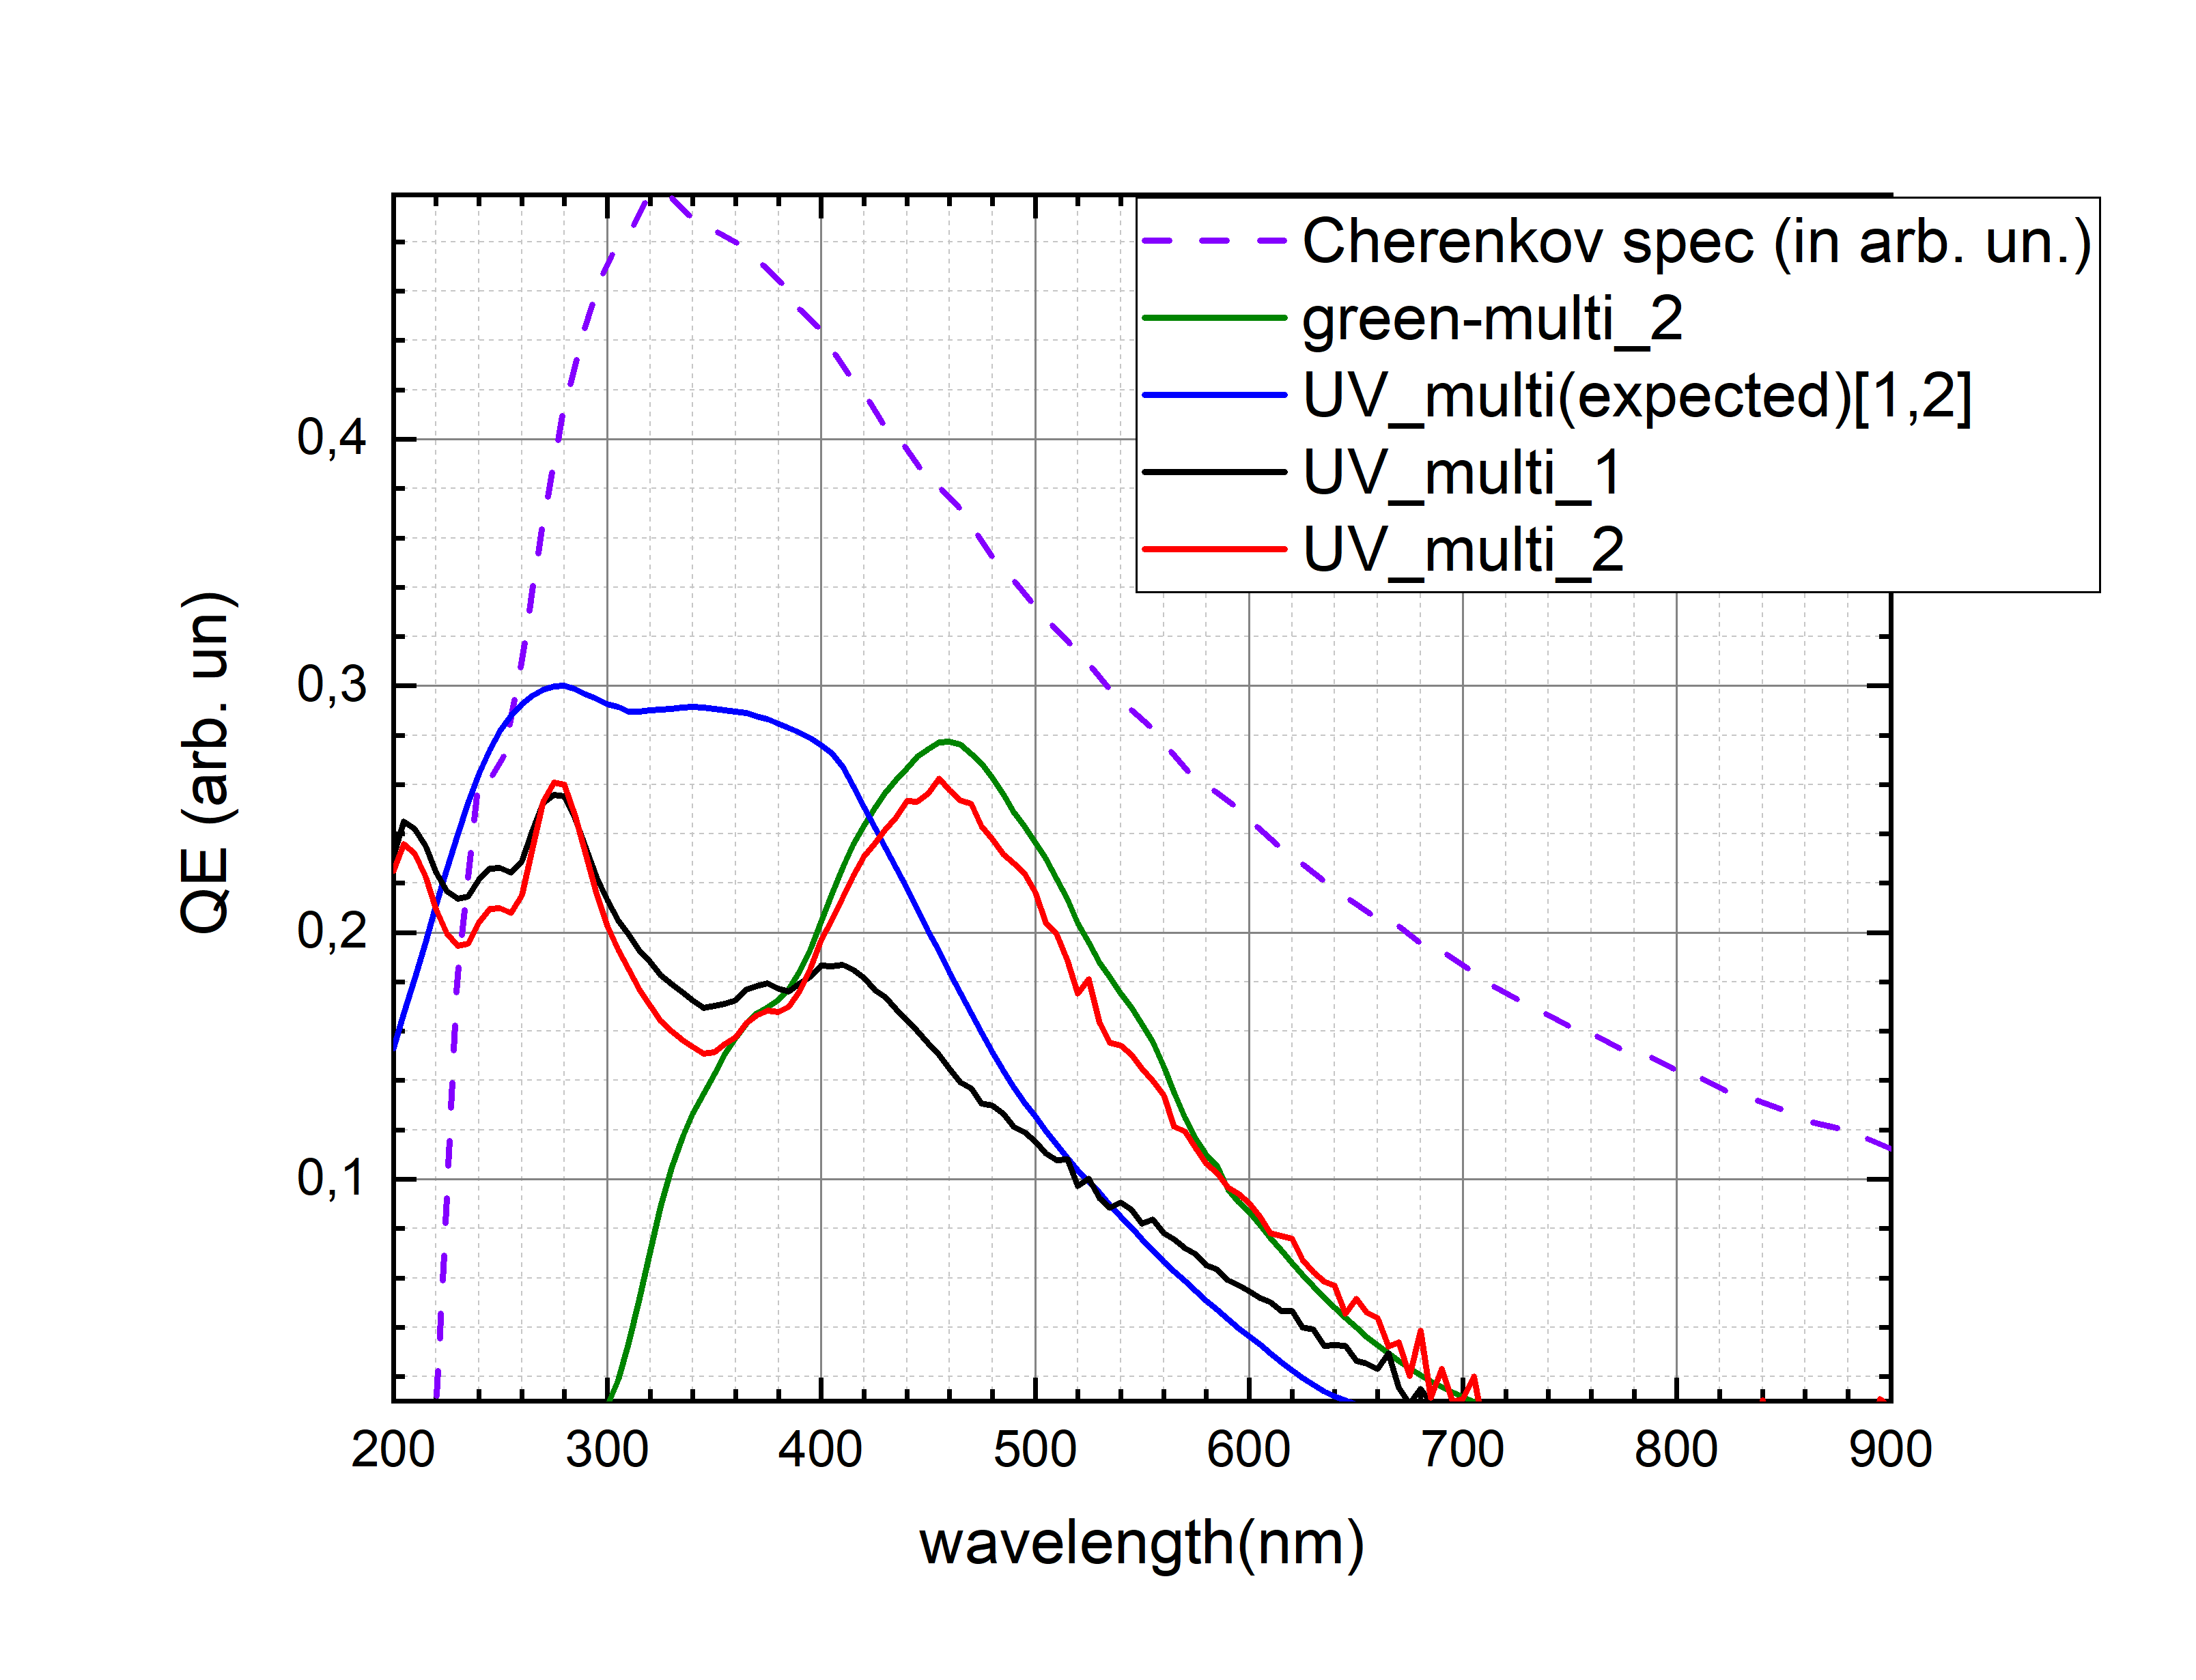 Cherenkov spec (in arb. un.)
green-multi_2
UV_multi(expected)[1,2]
UV_multi_1
UV_multi_2
0,4
0,3
0,2
0,1
QE (arb. un)
200 300 400 500 600 700 800 900
wavelength(nm)